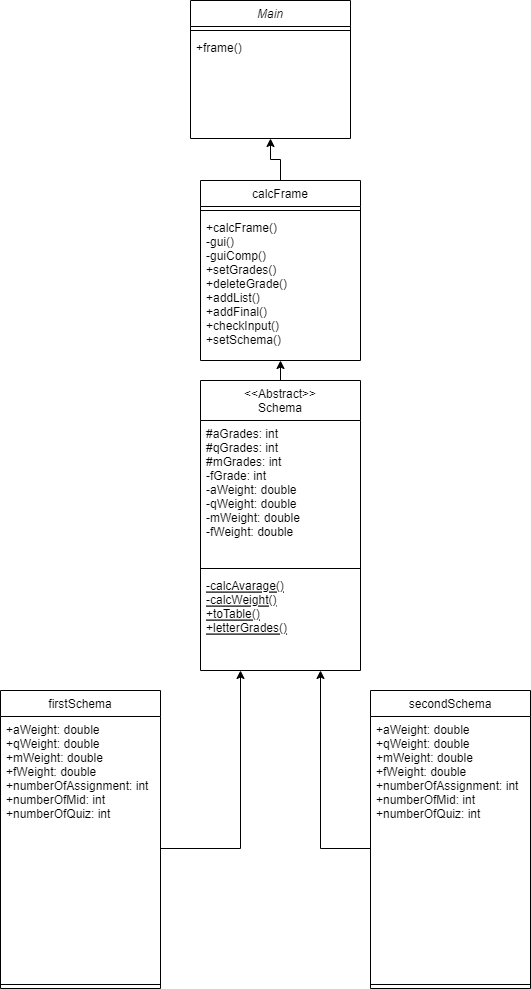 Main
+frame()
calcFrame
+calcFrame()
-gui()
-guiComp()
+setGrades()
+deleteGrade()
+addList()
+addFinal()
+checkInput()
+setSchema()
<<Abstract>>
Schema
#aGrades: int
#qGrades: int
#mGrades: int
-fGrade: int
-aWeight: double
-qWeight: double
-mWeight: double
-fWeight: double
-calcAvarage()
-calcWeight()
+toTable()
+letterGrades()
firstSchema
+aWeight: double
+qWeight: double
+mWeight: double
+fWeight: double
+numberOfAssignment: int
+numberOfMid: int
+numberOfQuiz: int
secondSchema
+aWeight: double
+qWeight: double
+mWeight: double
+fWeight: double
+numberOfAssignment: int
+numberOfMid: int
+numberOfQuiz: int